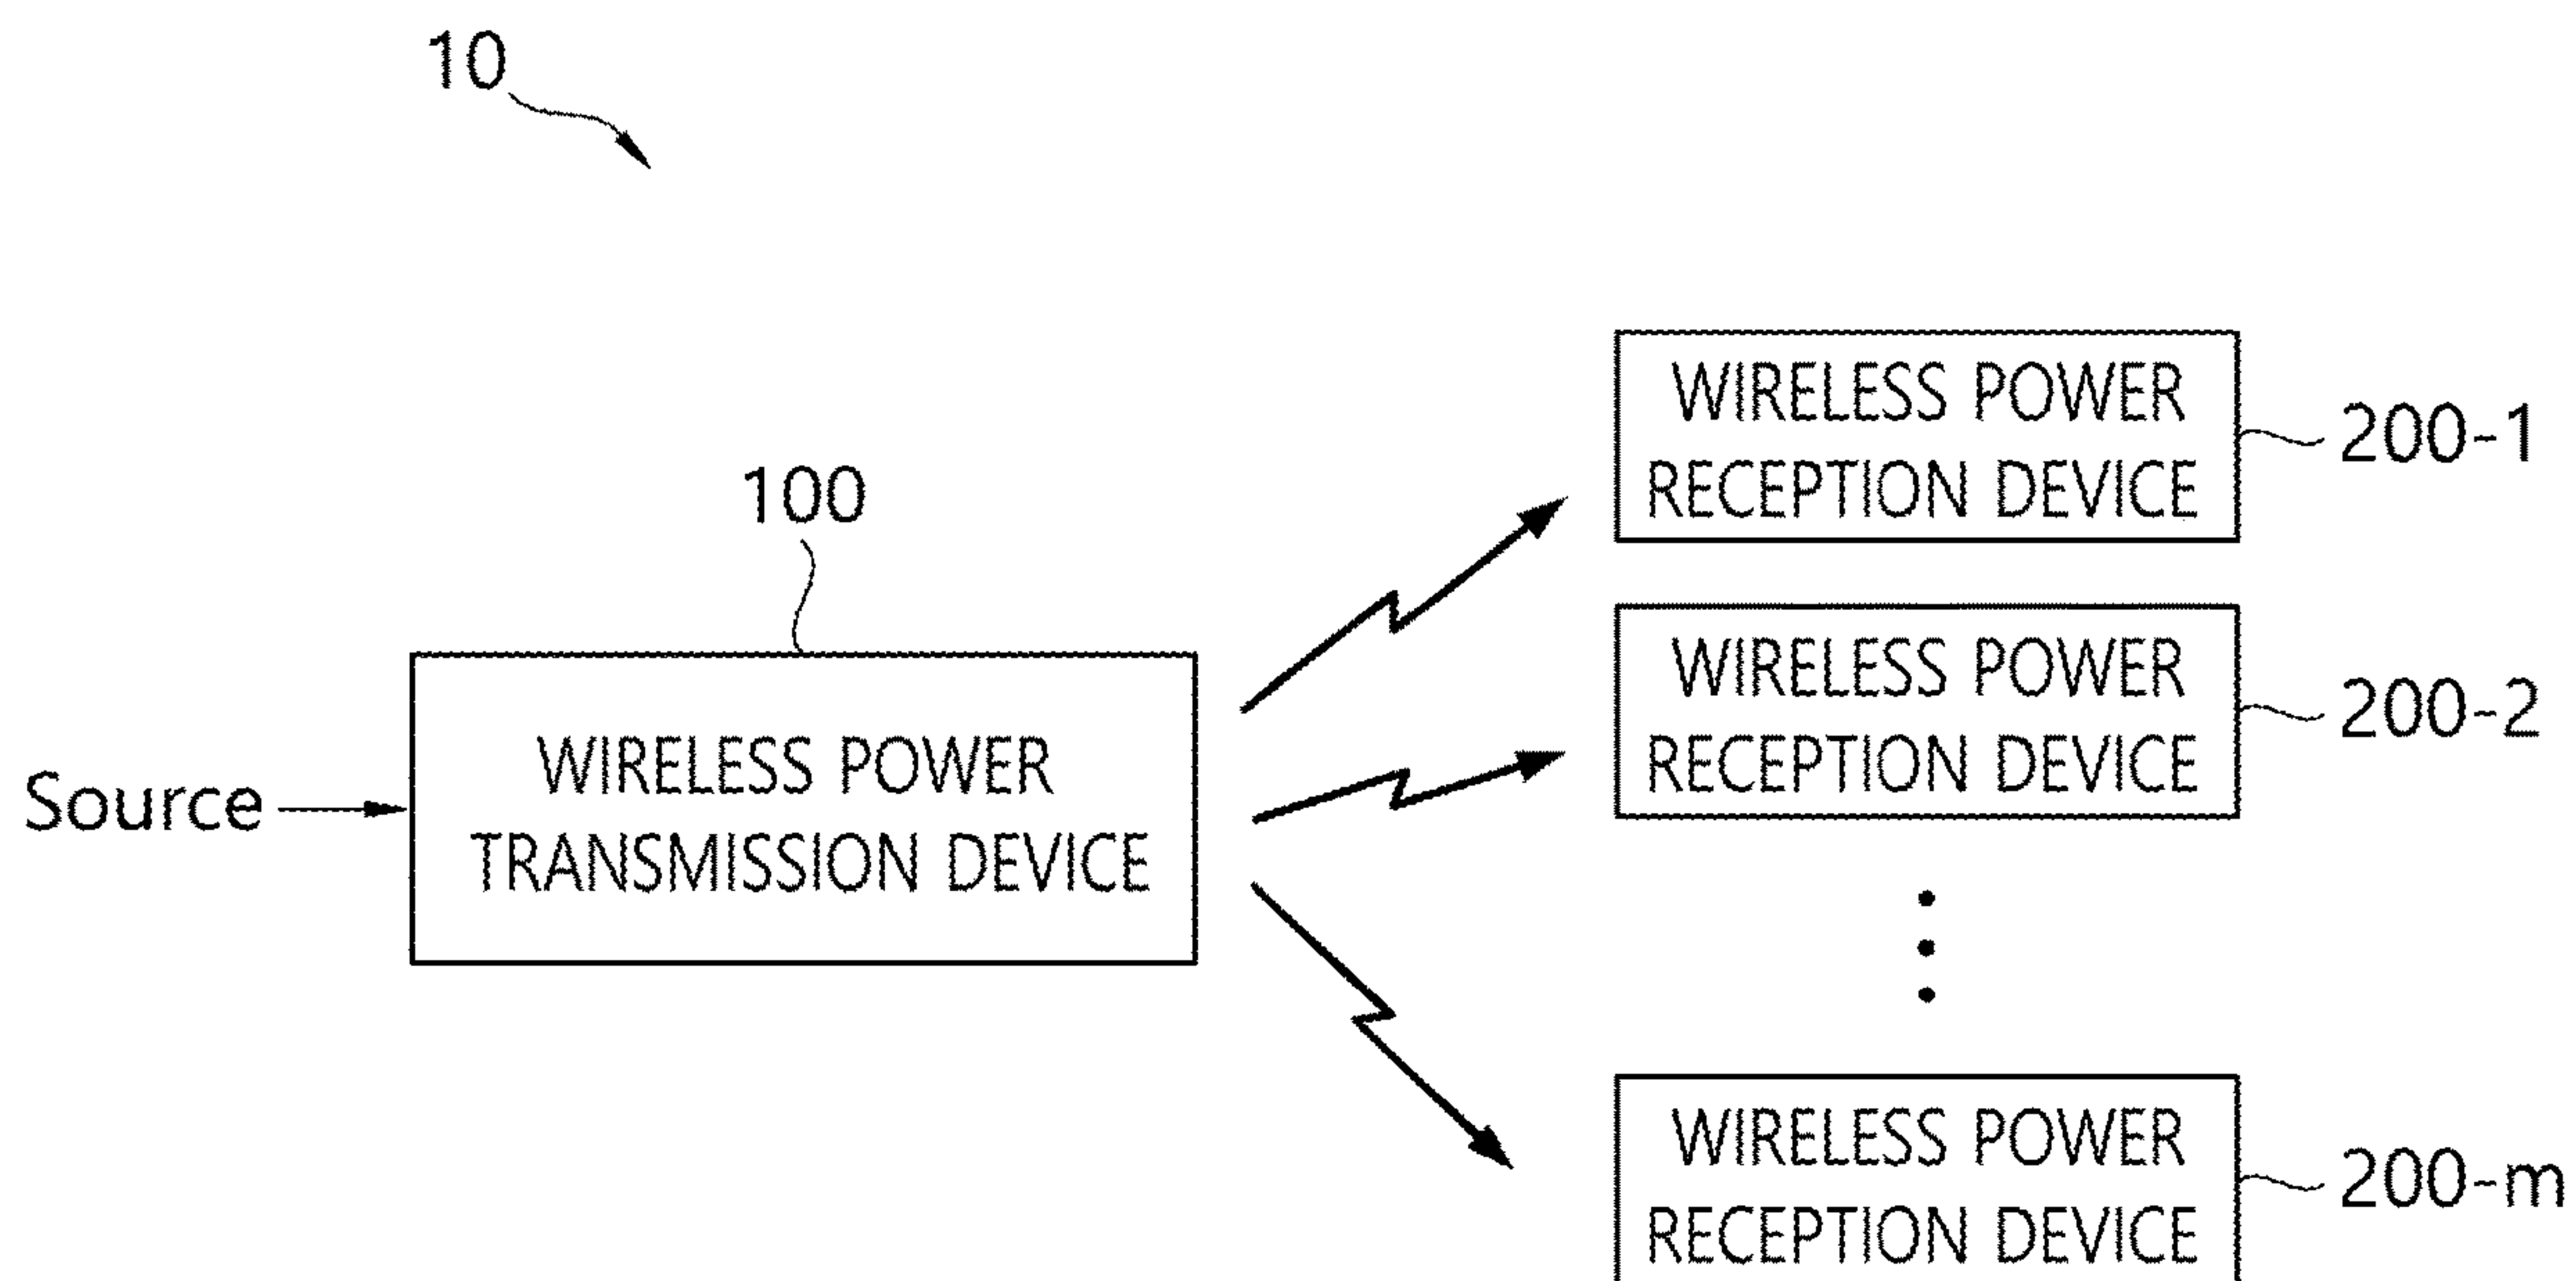 10
100
Source
WIRELESS POWER
TRANSMISSION DEVICE
WIRELESS POWER
RECEPTION DEVICE
200-1
WIRELESS POWER
RECEPTION DEVICE
200-2
WIRELESS POWER
RECEPTION DEVICE
200-m